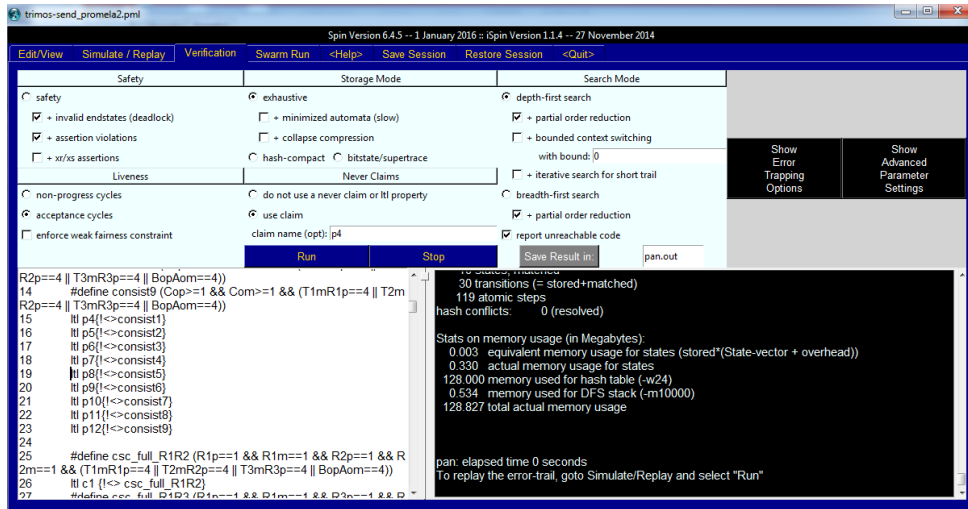 trimos-send_promela2.pml
Spin Version 6.4.5 -- 1 January 2016 :: iSpin Version 1.1.4 -- 27 November 2014
Edit/View Simulate / Replay Verification Swarm Run <Help> Save Session Restore Session <Quit>
Safety Storage Mode Search Mode
safety exhaustive depth-first search
+ invalid endstates (deadlock) + minimized automata (slow) + partial order reduction
+ assertion violations + collapse compression + bounded context switching
+ xr/xs assertions hash-compact bitstate/supertrace with bound: 0
Liveness Never Claims + iterative search for short trail
non-progress cycles do not use a never claim or ltl property breadth-first search
acceptance cycles use claim + partial order reduction
enforce weak fairness constraint claim name (opt): p4 report unreachable code
Run Stop Save Result in: pan.out
Show
Error
Trapping
Options
Show
Advanced
Parameter
Settings
R2p==4 || T3mR3p==4 || BopAom==4))
14 #define consist9 (Cop>=1 && Com>=1 && (T1mR1p==4 || T2m
R2p==4 || T3mR3p==4 || BopAom==4))
15 ltl p4{!<>consist1}
16 ltl p5{!<>consist2}
17 ltl p6{!<>consist3}
18 ltl p7{!<>consist4}
19 ltl p8{!<>consist5}
20 ltl p9{!<>consist6}
21 ltl p10{!<>consist7}
22 ltl p11{!<>consist8}
23 ltl p12{!<>consist9}
24
25 #define csc_full_R1R2 (R1p==1 && R1m==1 && R2p==1 && R
2m==1 && (T1mR1p==4 || T2mR2p==4 || T3mR3p==4 || BopAom==4))
26 ltl c1 {!<> csc_full_R1R2}
27 #define csc_full_R1R3 (R1p==1 && R1m==1 && R3p==1 && R
states, matched
30 transitions (= stored+matched)
119 atomic steps
hash conflicts: 0 (resolved)
Stats on memory usage (in Megabytes):
0.003 equivalent memory usage for states (stored*(State-vector + overhead))
0.330 actual memory usage for states
128.000 memory used for hash table (-w24)
0.534 memory used for DFS stack (-m10000)
128.827 total actual memory usage
pan: elapsed time 0 seconds
To replay the error-trail, goto Simulate/Replay and select "Run"